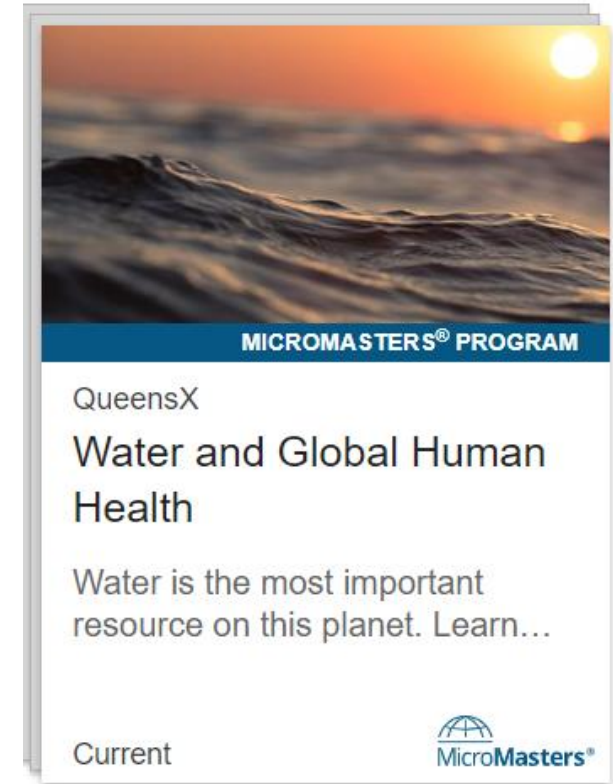 MICROMASTERS® PROGRAM
QueensX
Water and Global Human
Health
Water is the most important
resource on this planet. Learn…
Current
MicroMasters®